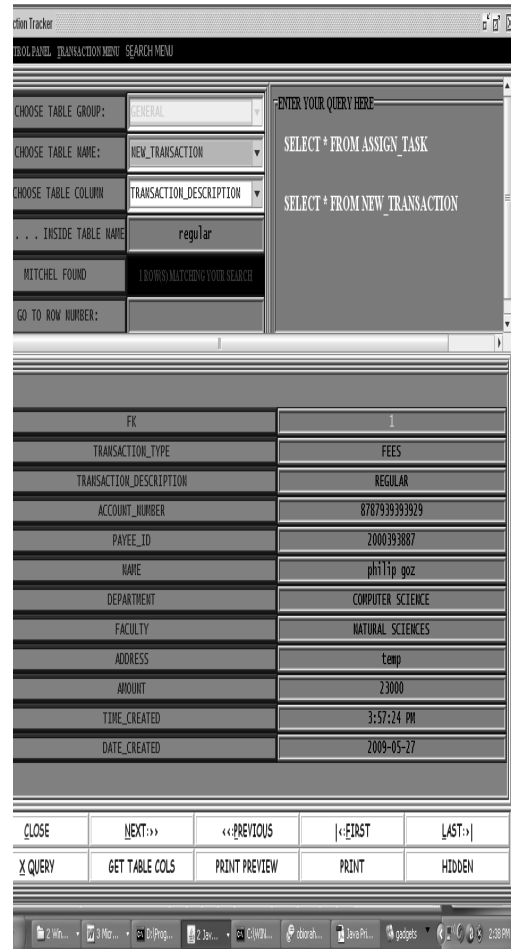 ction Tracker
TROL PANEL TRANSACTION MENU SEARCH MENU
CHOOSE TABLE GROUP: GENERAL
CHOOSE TABLE NAME: NEW_TRANSACTION
CHOOSE TABLE COLUMN TRANSACTION_DESCRIPTION
. . . INSIDE TABLE NAME regular
MITCHEL FOUND 1 ROW(S) MATCHING YOUR SEARCH
GO TO ROW NUMBER:
ENTER YOUR QUERY HERE
SELECT * FROM ASSIGN_TASK
SELECT * FROM NEW_TRANSACTION
FK 1
TRANSACTION_TYPE FEES
TRANSACTION_DESCRIPTION REGULAR
ACCOUNT_NUMBER 8787939393929
PAYEE_ID 2000393887
NAME philip goz
DEPARTMENT COMPUTER SCIENCE
FACULTY NATURAL SCIENCES
ADDRESS temp
AMOUNT 23000
TIME_CREATED 3:57:24 PM
DATE_CREATED 2009-05-27
CLOSE NEXT:>> <<:PREVIOUS |<:FIRST LAST:>|
X QUERY GET TABLE COLS PRINT PREVIEW PRINT HIDDEN
2 Win... 3 Micr... D:\Prog... 2 Jav... C:\WIN... obiorah... Java Pri... gadgets 2:38 PM